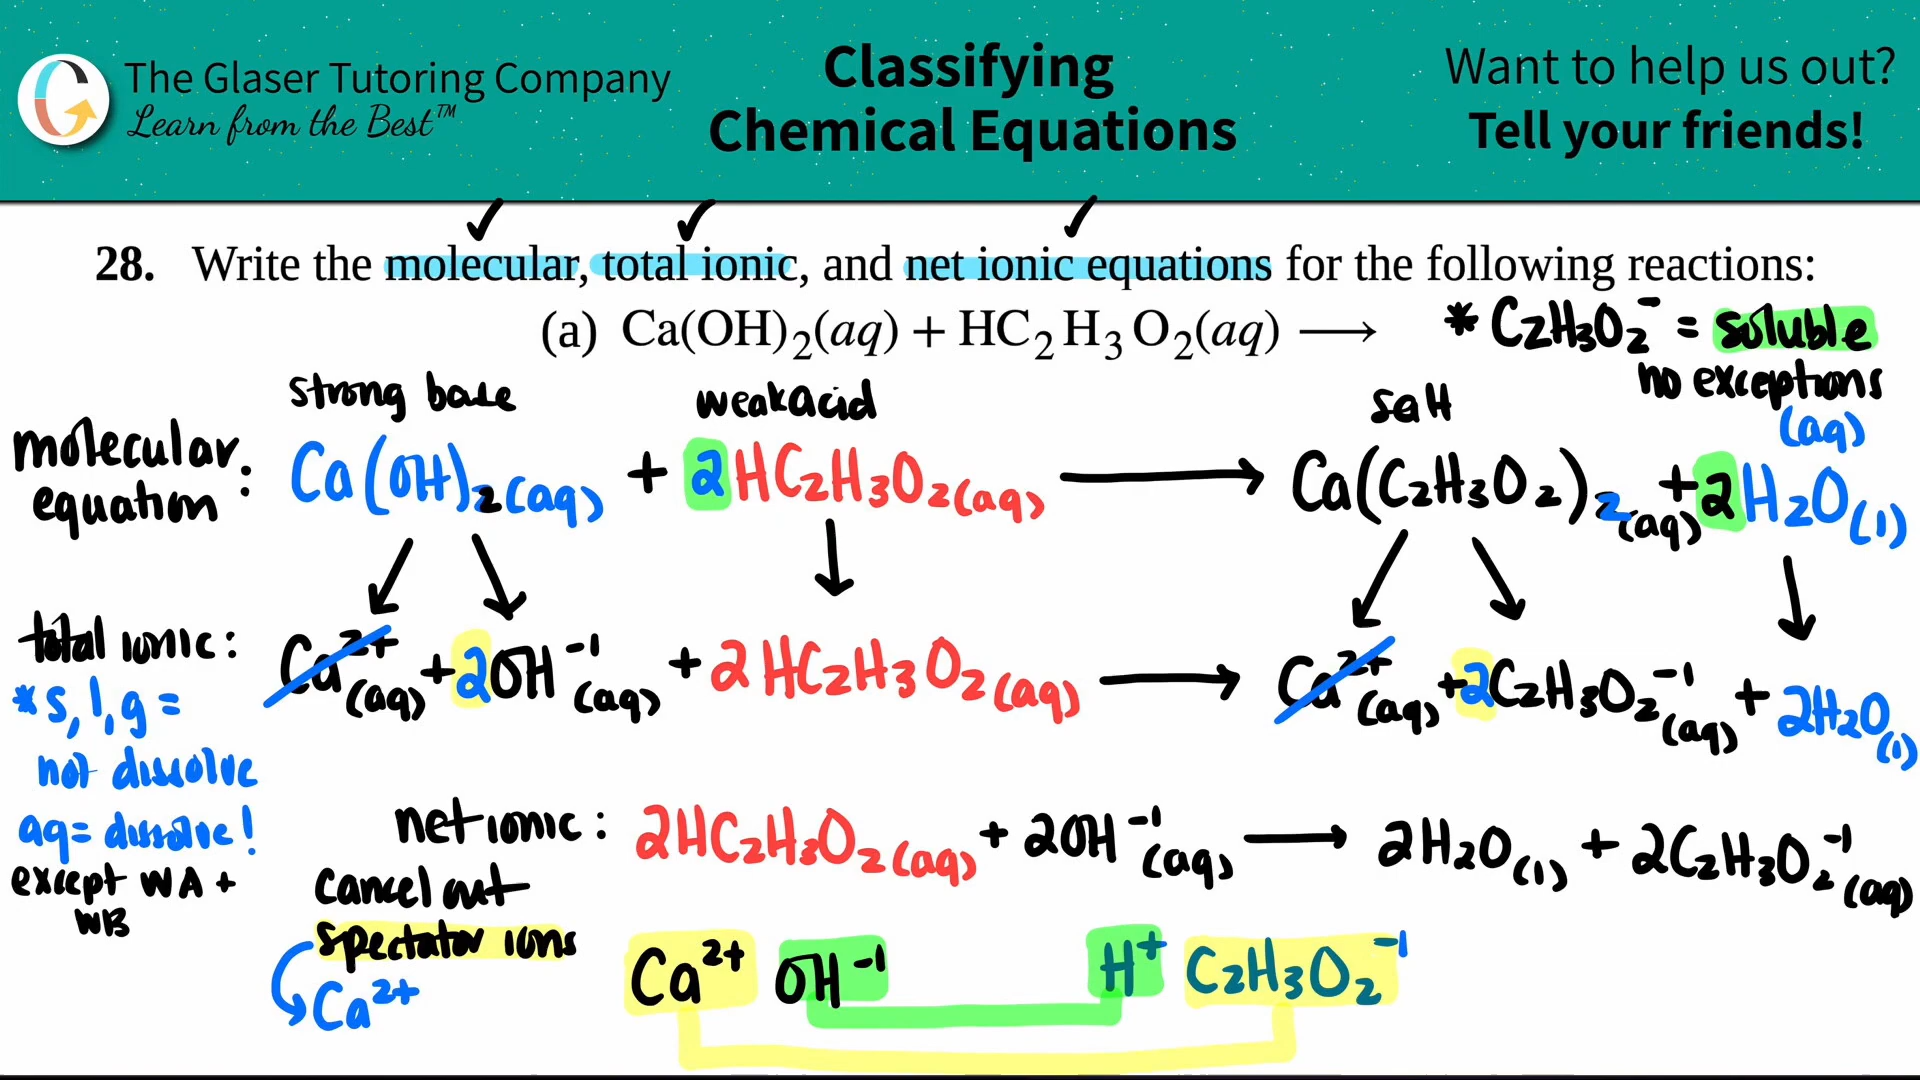 The Glaser Tutoring Company
Learn from the Best™
Classifying
Chemical Equations
Want to help us out?
Tell your friends!
28. Write the molecular, total ionic, and net ionic equations for the following reactions:
(a) Ca(OH)₂(aq) + HC₂H₃O₂(aq) ⟶
* C₂H₃O₂⁻ = soluble
no exceptions
(aq)
strong base
weak acid
salt
molecular equation: Ca(OH)₂(aq) + 2HC₂H₃O₂(aq) ⟶ Ca(C₂H₃O₂)₂(aq) + 2H₂O(l)
total ionic: Ca²⁺(aq) + 2OH⁻¹(aq) + 2HC₂H₃O₂(aq) ⟶ Ca²⁺(aq) + 2C₂H₃O₂⁻¹(aq) + 2H₂O(l)
* s, l, g =
not dissolve
aq = dissolve!
except WA +
WB
net ionic: 2HC₂H₃O₂(aq) + 2OH⁻¹(aq) ⟶ 2H₂O(l) + 2C₂H₃O₂⁻¹(aq)
cancel out
spectator ions
Ca²⁺
Ca²⁺ OH⁻¹ H⁺ C₂H₃O₂⁻¹